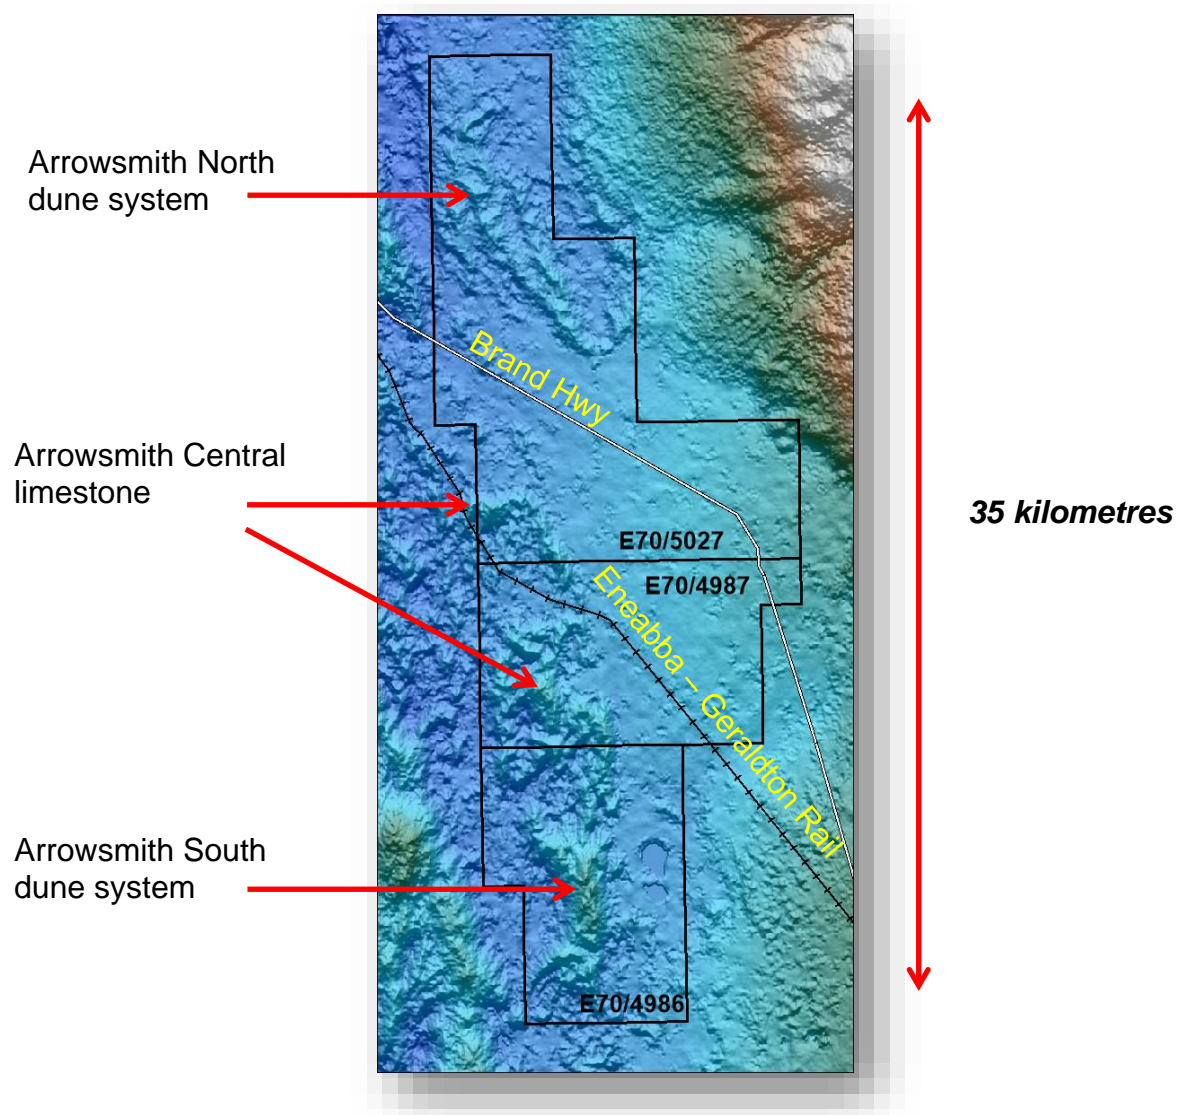 Arrowsmith North
dune system
Brand Hwy
Arrowsmith Central
limestone
35 kilometres
E70/5027
E70/4987
Eneabba – Geraldton Rail
Arrowsmith South
dune system
E70/4986